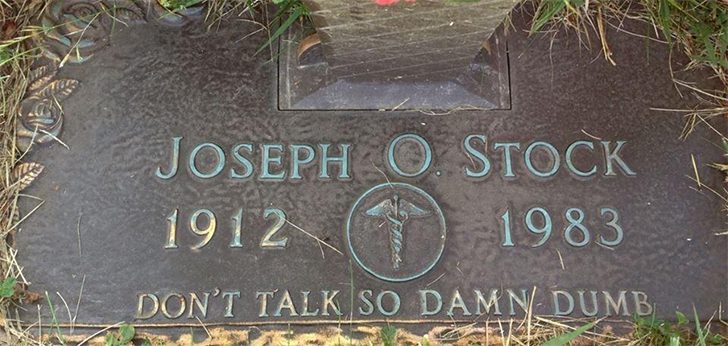 JOSEPH O. STOCK
1912 1983
DON'T TALK SO DAMN DUMB